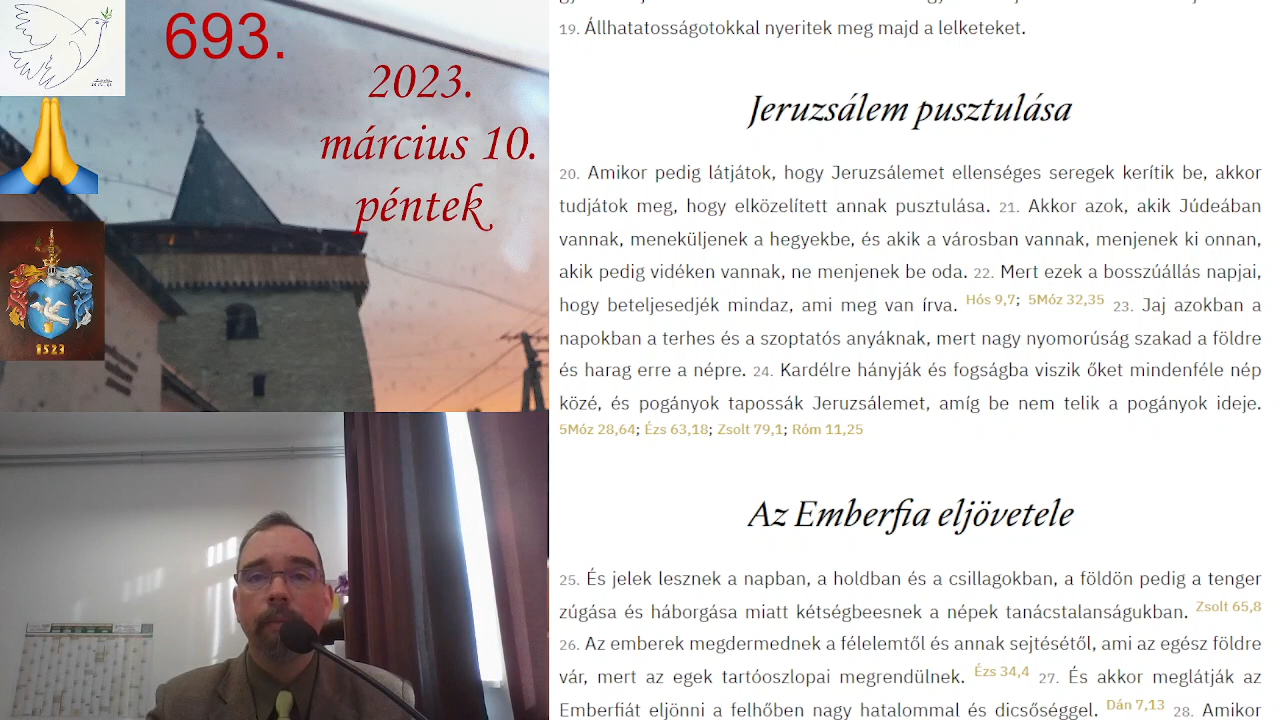 693.
2023.
március 10.
péntek
1523
19. Állhatatosságotokkal nyeritek meg majd a lelketeket.
Jeruzsálem pusztulása
20. Amikor pedig látjátok, hogy Jeruzsálemet ellenséges seregek kerítik be, akkor
tudjátok meg, hogy elközelített annak pusztulása. 21. Akkor azok, akik Júdeában
vannak, meneküljenek a hegyekbe, és akik a városban vannak, menjenek ki onnan,
akik pedig vidéken vannak, ne menjenek be oda. 22. Mert ezek a bosszúállás napjai,
hogy beteljesedjék mindaz, ami meg van írva. Hós 9,7; 5Móz 32,35 23. Jaj azokban a
napokban a terhes és a szoptatós anyáknak, mert nagy nyomorúság szakad a földre
és harag erre a népre. 24. Kardélre hányják és fogságba viszik őket mindenféle nép
közé, és pogányok tapossák Jeruzsálemet, amíg be nem telik a pogányok ideje.
5Móz 28,64; Ézs 63,18; Zsolt 79,1; Róm 11,25
Az Emberfia eljövetele
25. És jelek lesznek a napban, a holdban és a csillagokban, a földön pedig a tenger
zúgása és háborgása miatt kétségbeesnek a népek tanácstalanságukban. Zsolt 65,8
26. Az emberek megdermednek a félelemtől és annak sejtésétől, ami az egész földre
vár, mert az egek tartóoszlopai megrendülnek. Ézs 34,4 27. És akkor meglátják az
Emberfiát eljönni a felhőben nagy hatalommal és dicsőséggel. Dán 7,13 28. Amikor